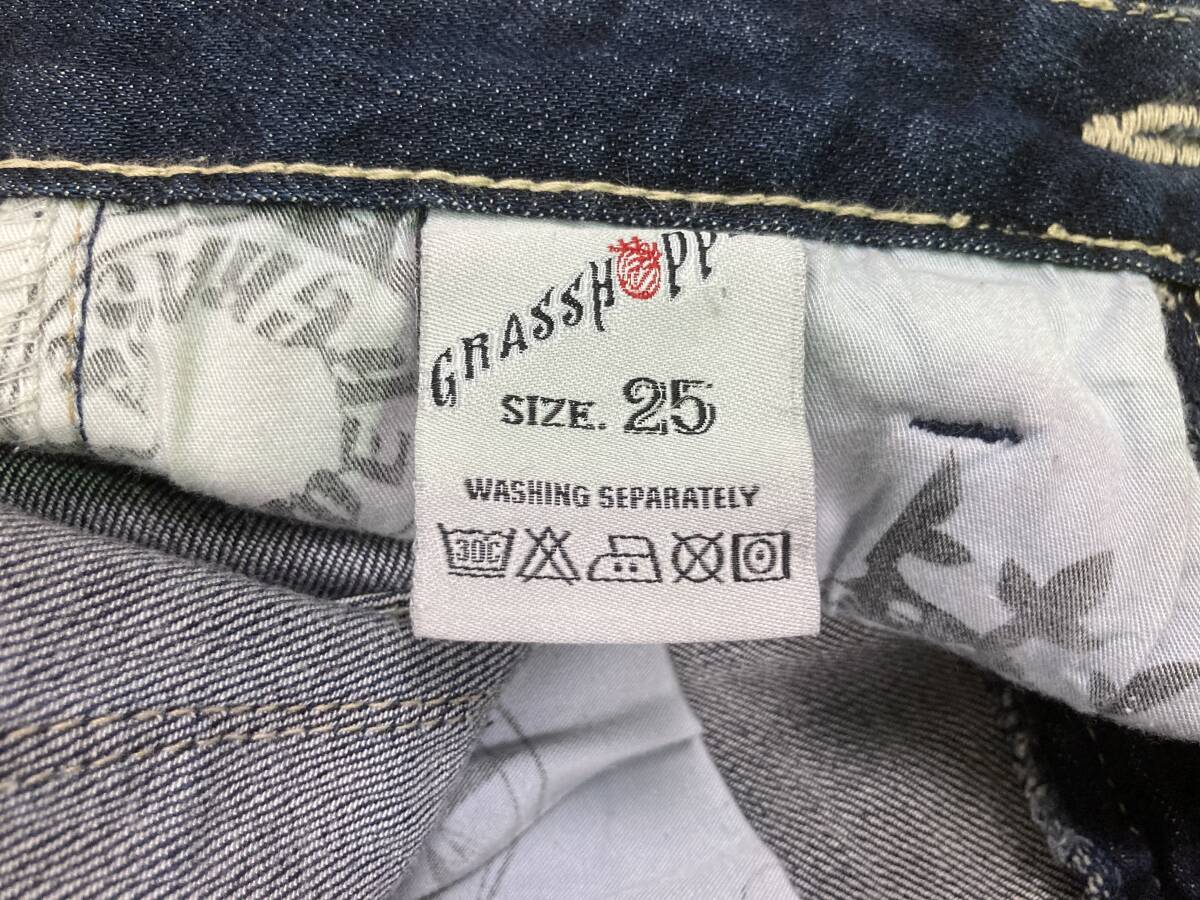 GRASSHOPP
SIZE. 25
WASHING SEPARATELY
30C